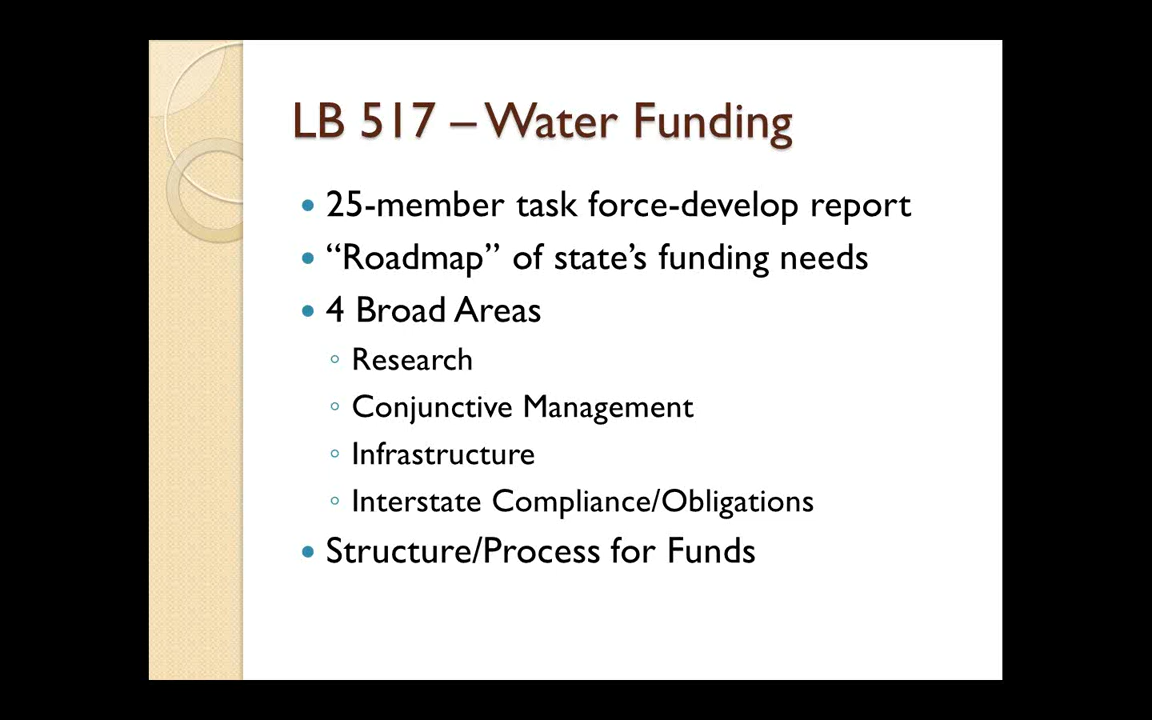 LB 517 – Water Funding
• 25-member task force-develop report
• “Roadmap” of state’s funding needs
• 4 Broad Areas
◦ Research
◦ Conjunctive Management
◦ Infrastructure
◦ Interstate Compliance/Obligations
• Structure/Process for Funds